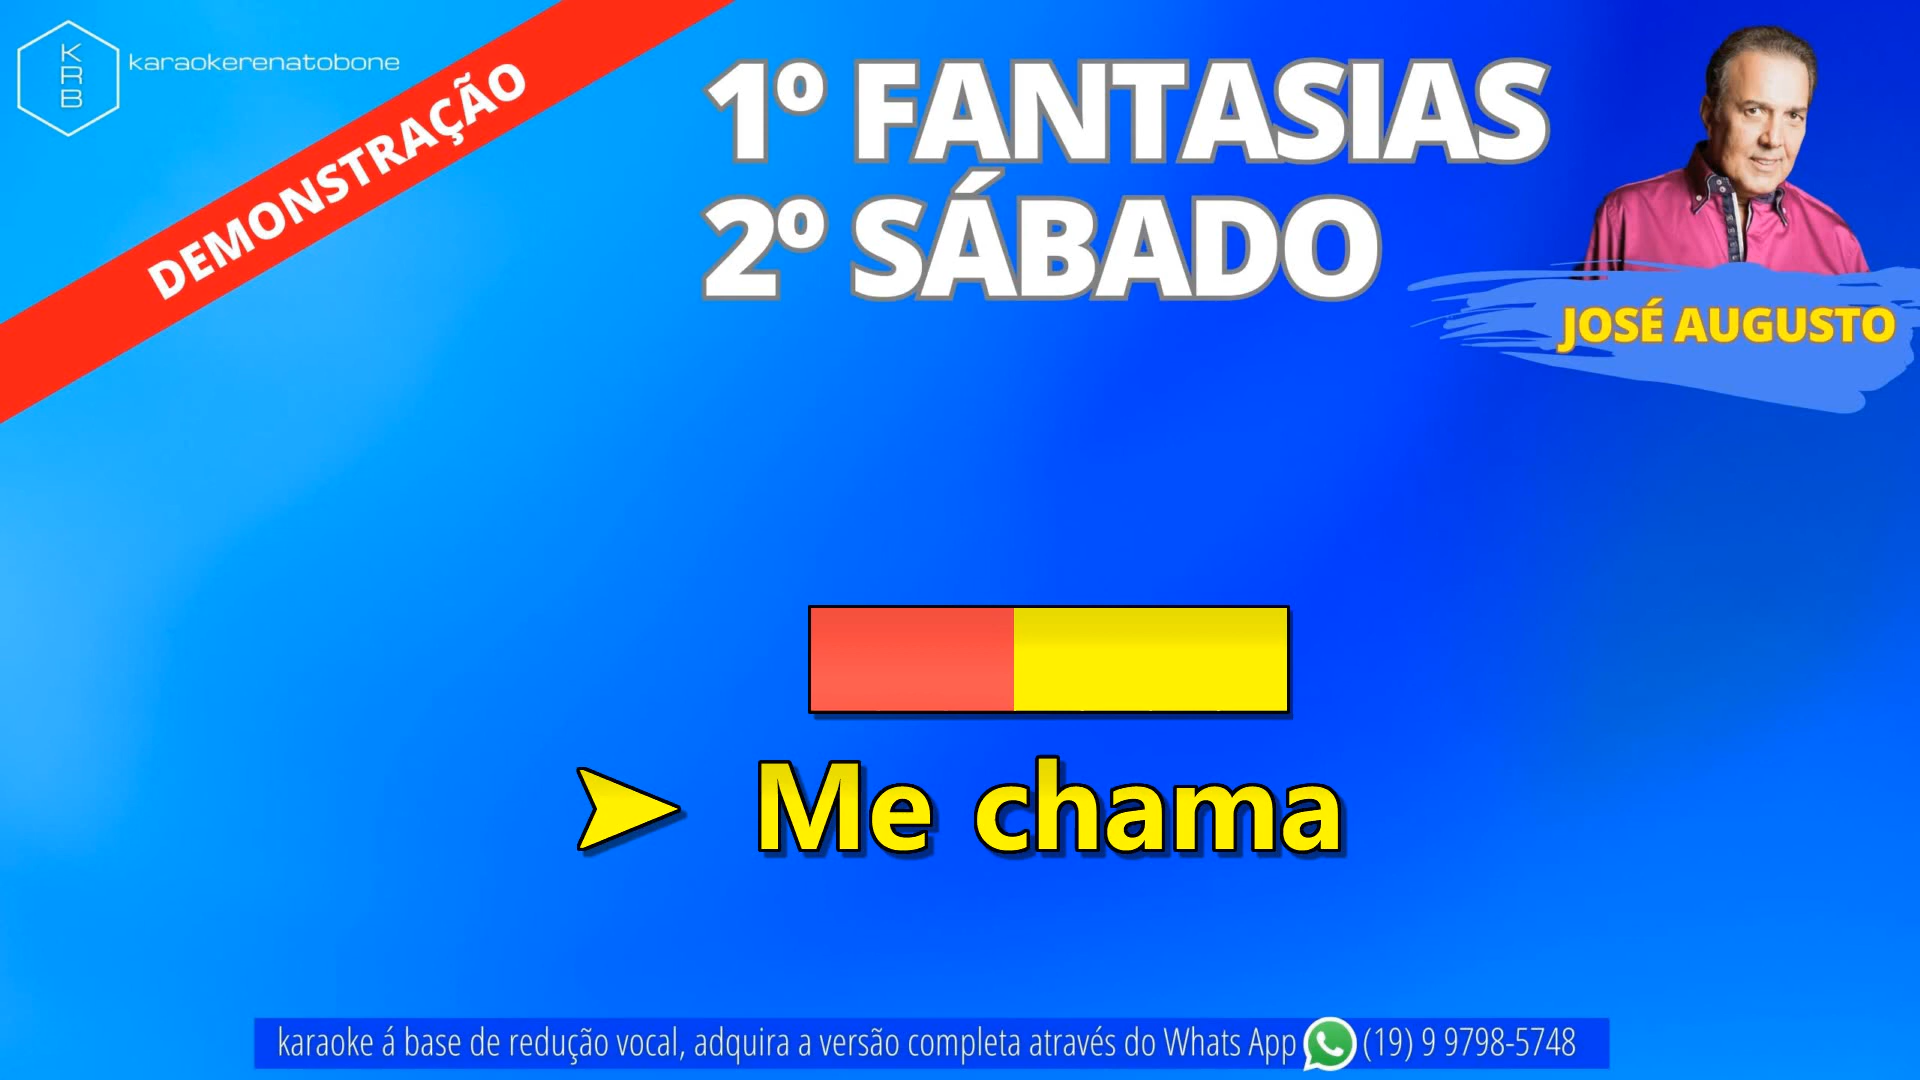 KRB
karaokerenatobone
DEMONSTRAÇÃO
1º FANTASIAS
2º SÁBADO
JOSÉ AUGUSTO
Me chama
karaoke á base de redução vocal, adquira a versão completa através do Whats App (19) 9 9798-5748